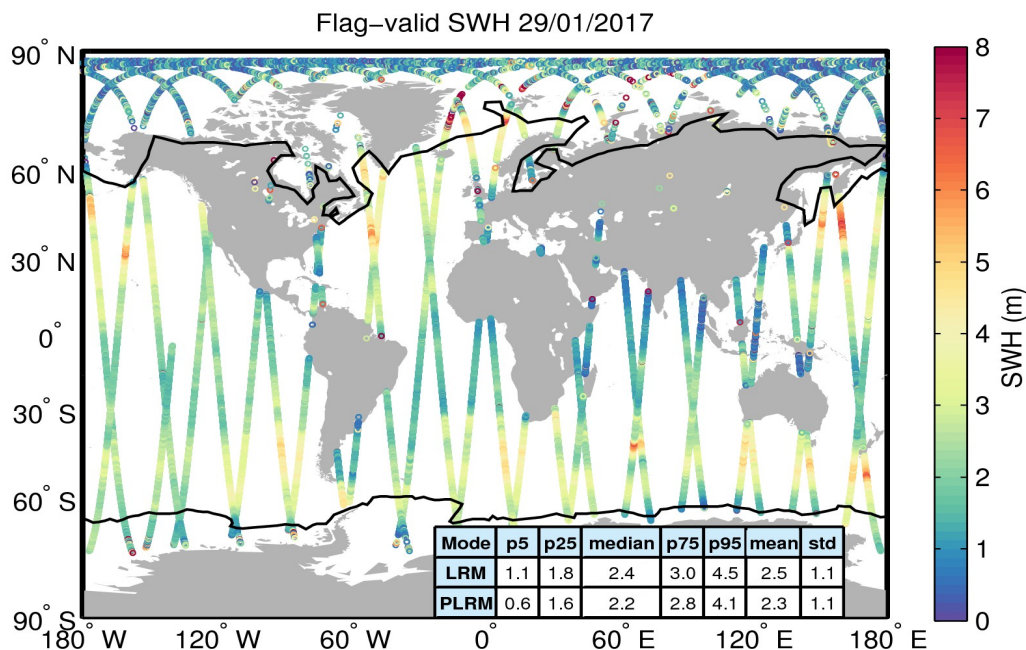 Flag−valid SWH 29/01/2017
90° N
60° N
30° N
0°
30° S
60° S
90° S
180° W
120° W
60° W
0°
60° E
120° E
180° E
8
7
6
5
4
3
2
1
0
SWH (m)
Mode p5 p25 median p75 p95 mean std
LRM 1.1 1.8 2.4 3.0 4.5 2.5 1.1
PLRM 0.6 1.6 2.2 2.8 4.1 2.3 1.1